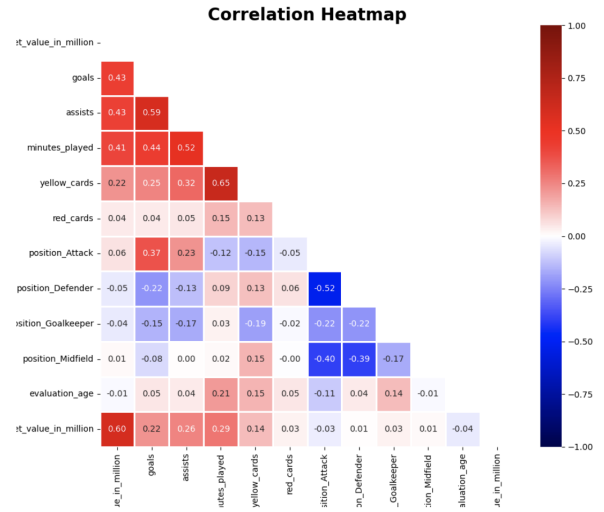 Correlation Heatmap
et_value_in_million
goals 0.43
assists 0.43 0.59
minutes_played 0.41 0.44 0.52
yellow_cards 0.22 0.25 0.32 0.65
red_cards 0.04 0.04 0.05 0.15 0.13
position_Attack 0.06 0.37 0.23 -0.12 -0.15 -0.05
position_Defender -0.05 -0.22 -0.13 0.09 0.13 0.06 -0.52
osition_Goalkeeper -0.04 -0.15 -0.17 0.03 -0.19 -0.02 -0.22 -0.22
position_Midfield 0.01 -0.08 0.00 0.02 0.15 -0.00 -0.40 -0.39 -0.17
evaluation_age -0.01 0.05 0.04 0.21 0.15 0.05 -0.11 0.04 0.14 -0.01
et_value_in_million 0.60 0.22 0.26 0.29 0.14 0.03 -0.03 0.01 0.03 0.01 -0.04
ue_in_million
goals
assists
nutes_played
yellow_cards
red_cards
sition_Attack
on_Defender
_Goalkeeper
tion_Midfield
aluation_age
ue_in_million
1.00
0.75
0.50
0.25
0.00
−0.25
−0.50
−0.75
−1.00